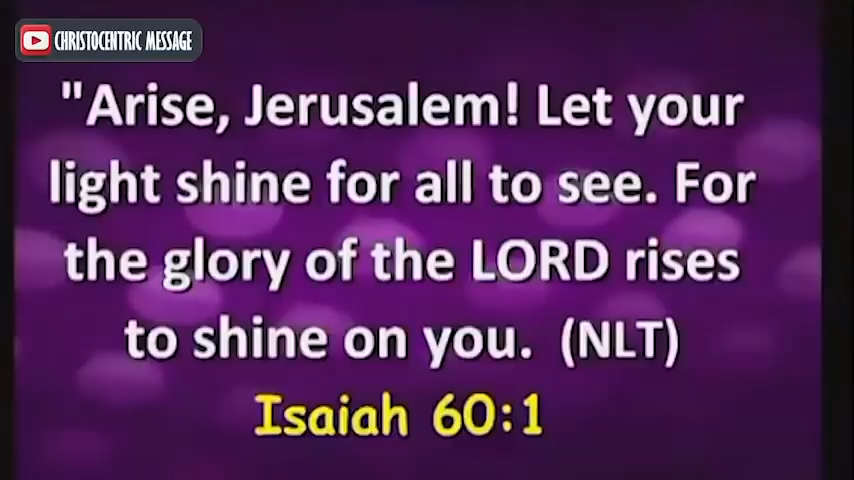 CHRISTOCENTRIC MESSAGE
"Arise, Jerusalem! Let your
light shine for all to see. For
the glory of the LORD rises
to shine on you.  (NLT)
Isaiah 60:1